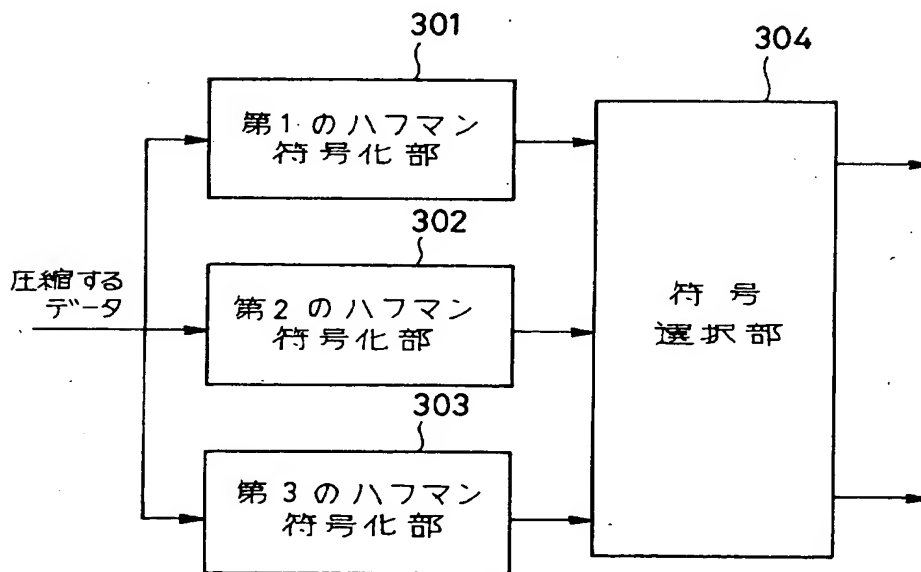 301
第1のハフマン
符号化部
302
圧縮する
データ
第2のハフマン
符号化部
303
第3のハフマン
符号化部
304
符号
選択部